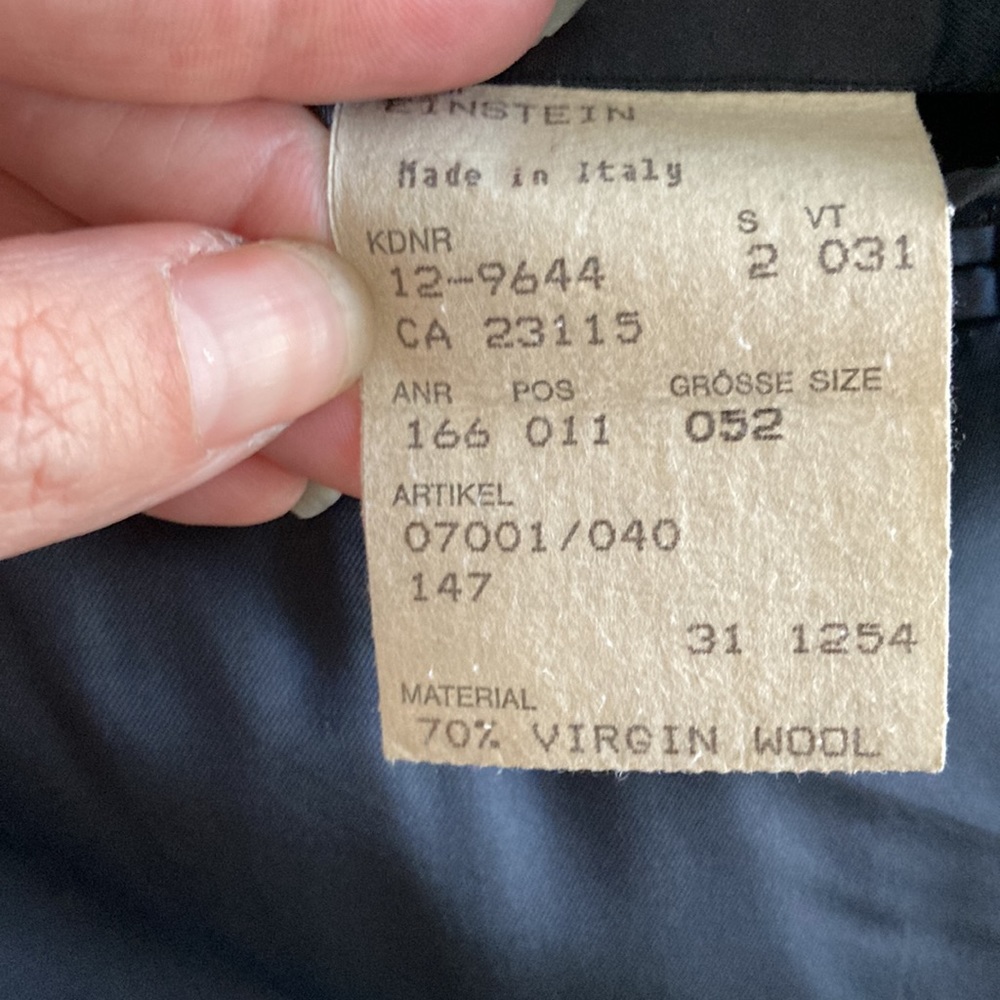 EINSTEIN
Made in Italy
KDNR S VT
12-9644 2 031
CA 23115
ANR POS GRÖSSE SIZE
166 011 052
ARTIKEL
07001/040
147
31 1254
MATERIAL
70% VIRGIN WOOL